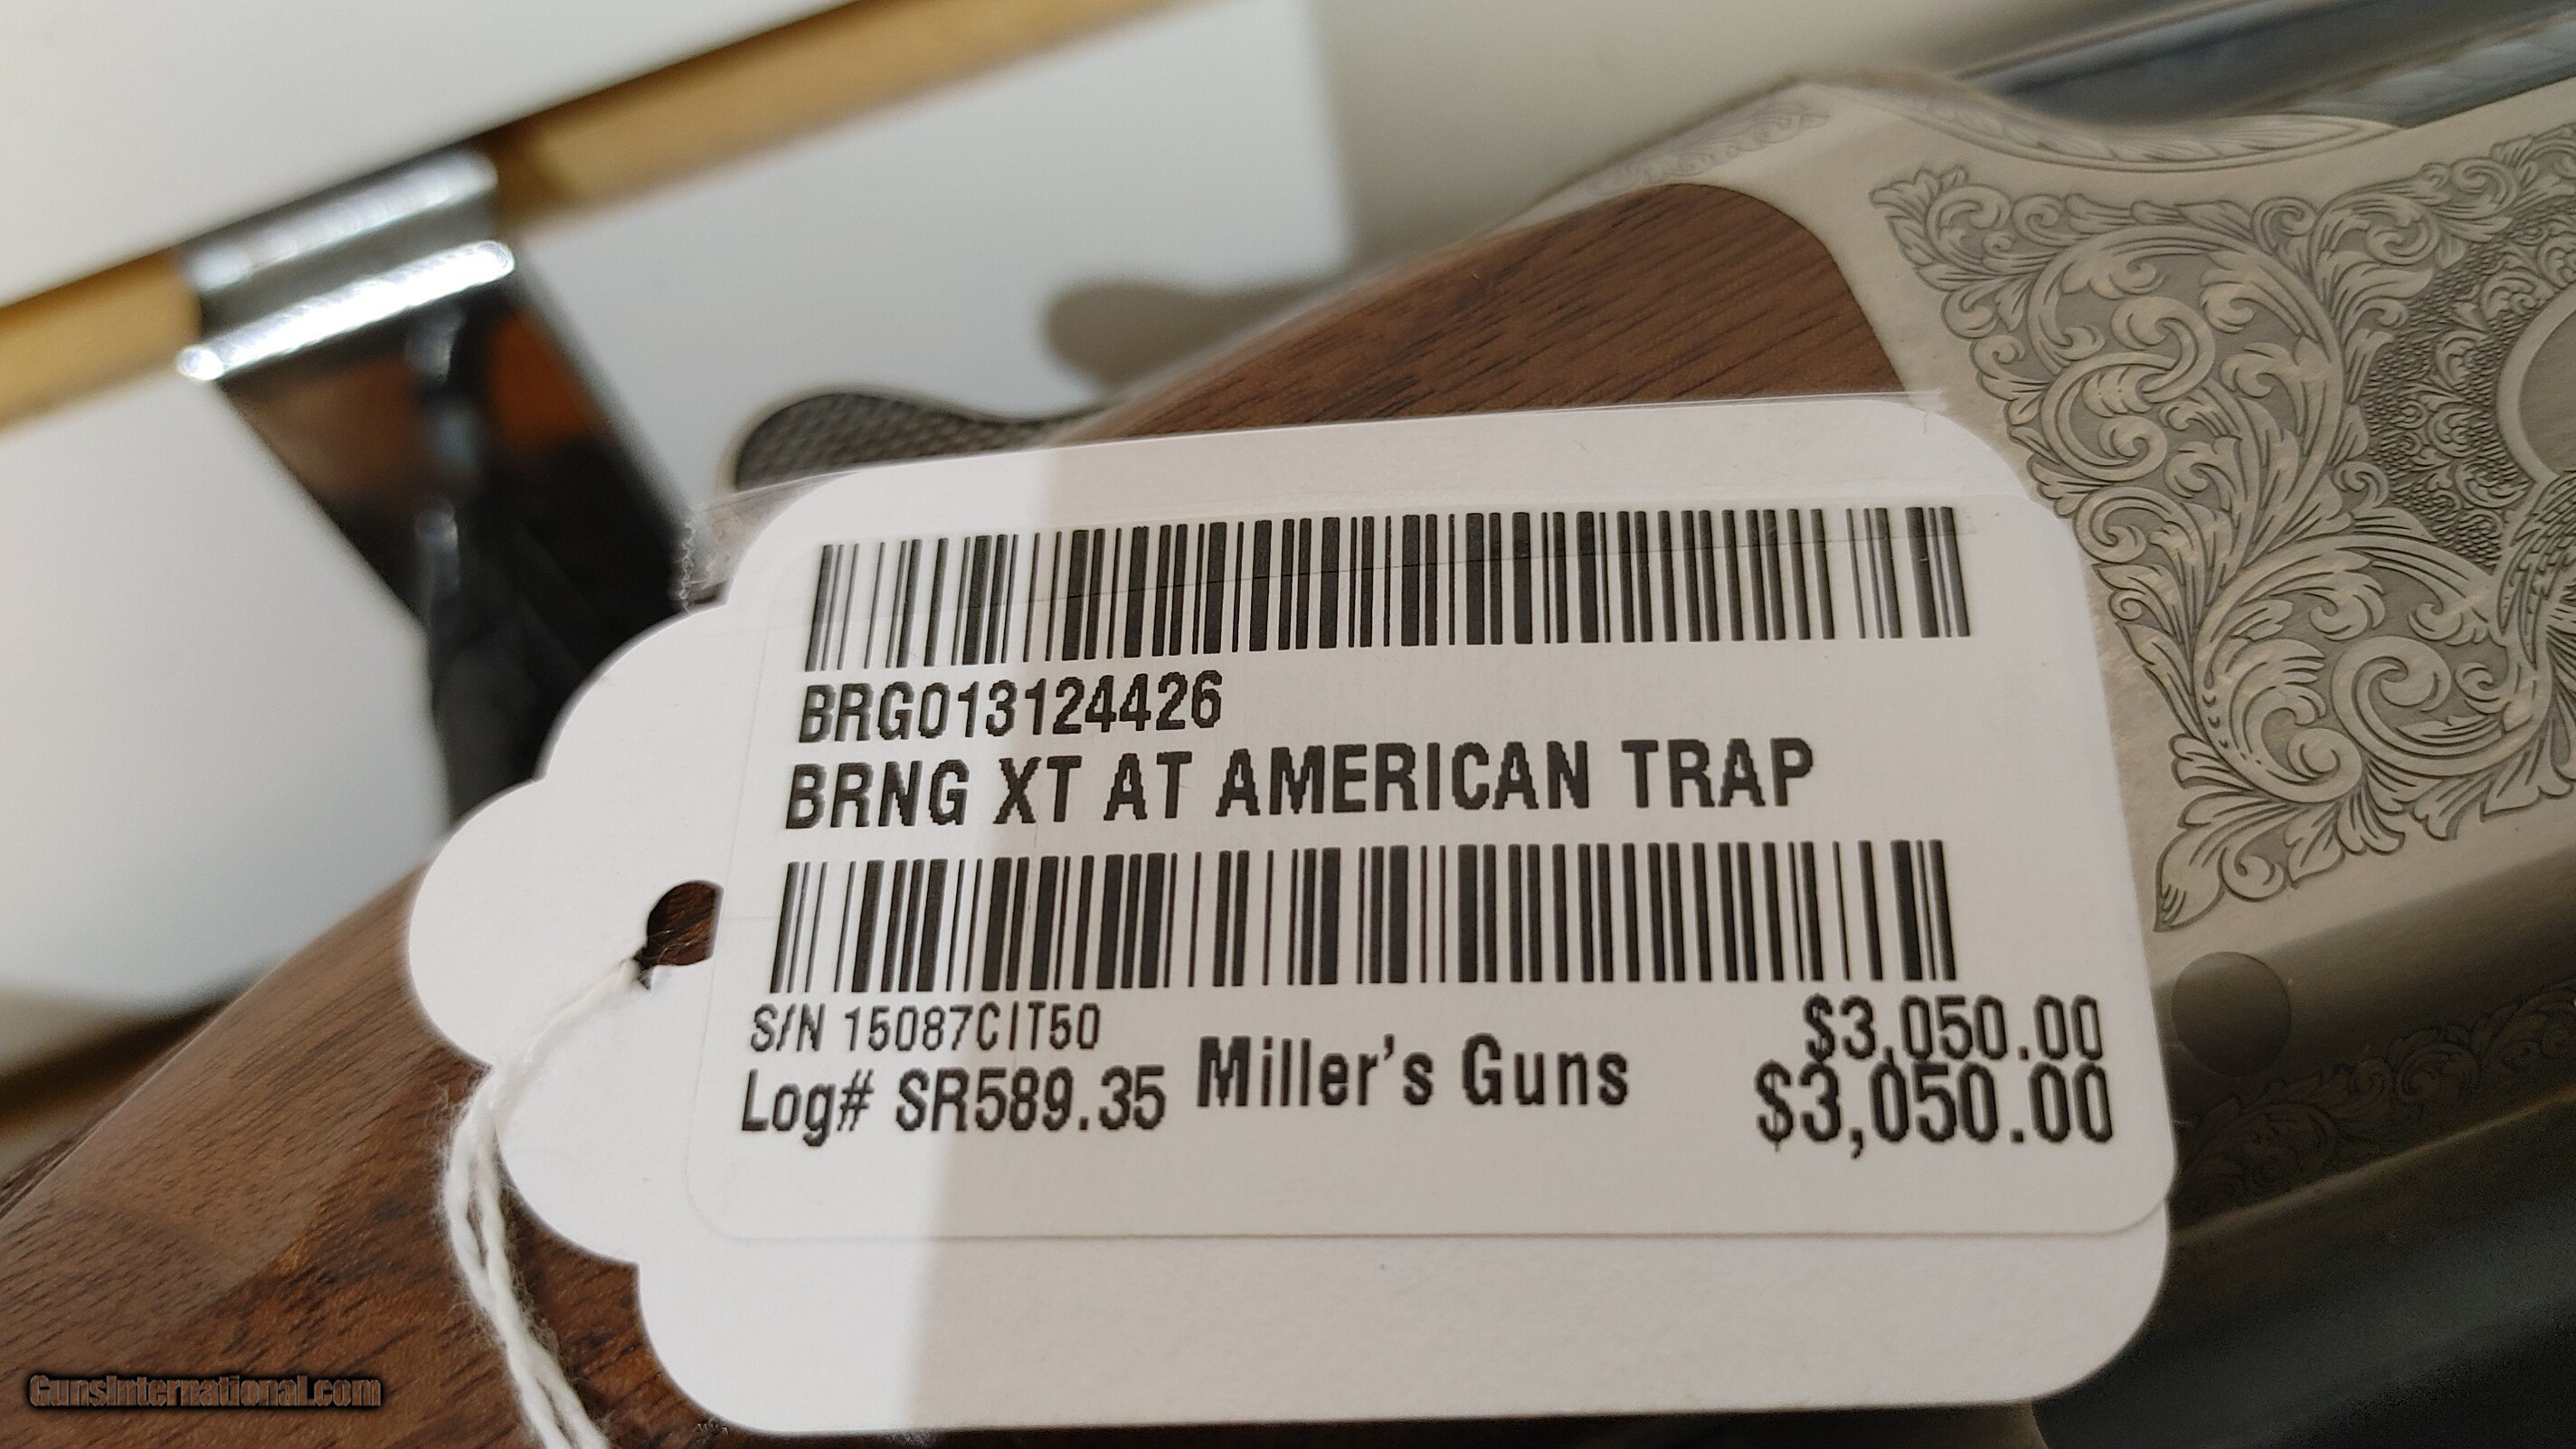 BRG013124426
BRNG XT AT AMERICAN TRAP
S/N 15087CIT50
$3,050.00
Log# SR589.35
Miller's Guns
$3,050.00
GunsInternational.com